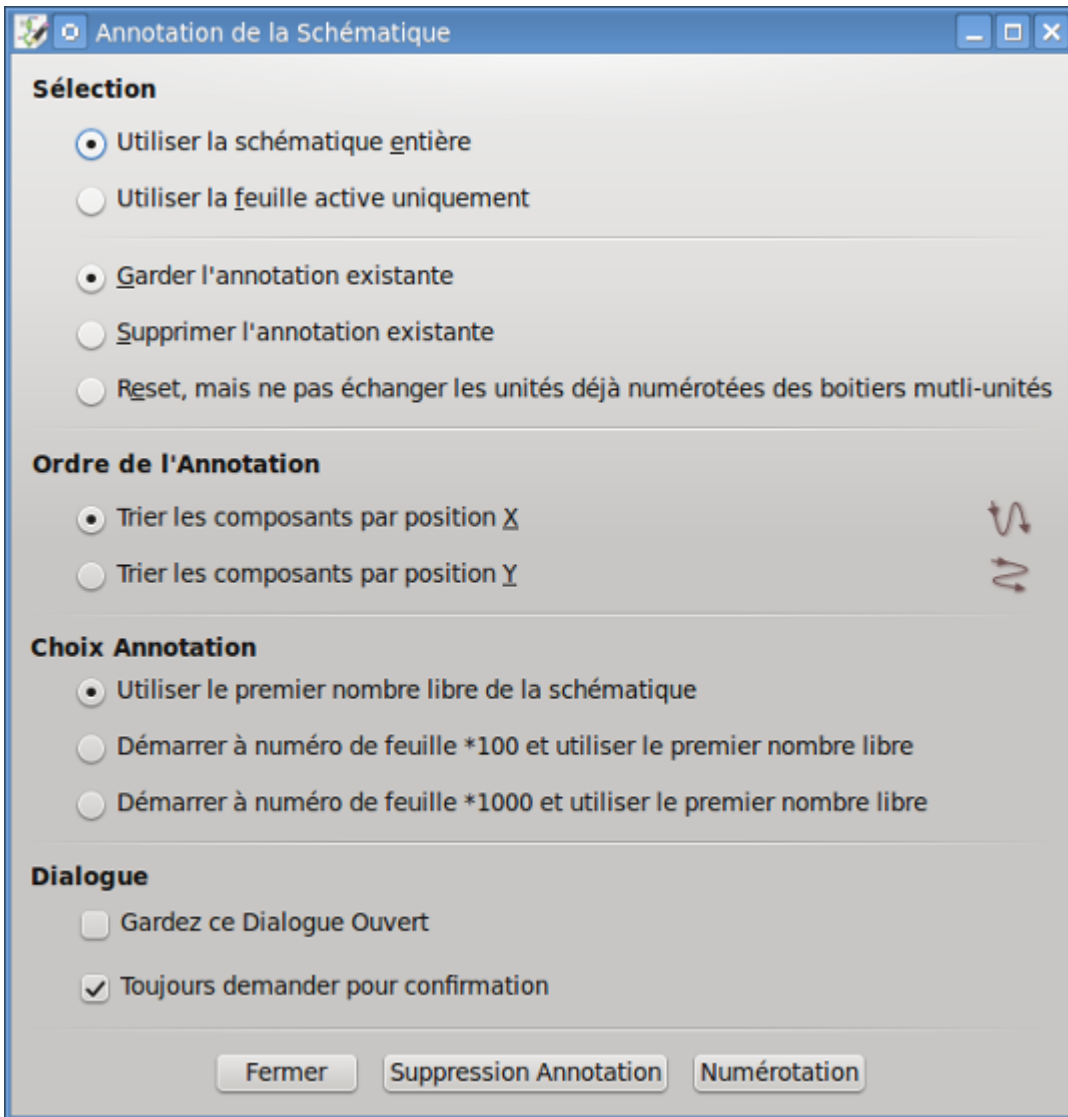 Annotation de la Schématique
Sélection
Utiliser la schématique entière
Utiliser la feuille active uniquement
Garder l'annotation existante
Supprimer l'annotation existante
Reset, mais ne pas échanger les unités déjà numérotées des boitiers mutli-unités
Ordre de l'Annotation
Trier les composants par position X
Trier les composants par position Y
Choix Annotation
Utiliser le premier nombre libre de la schématique
Démarrer à numéro de feuille *100 et utiliser le premier nombre libre
Démarrer à numéro de feuille *1000 et utiliser le premier nombre libre
Dialogue
Gardez ce Dialogue Ouvert
Toujours demander pour confirmation
Fermer Suppression Annotation Numérotation